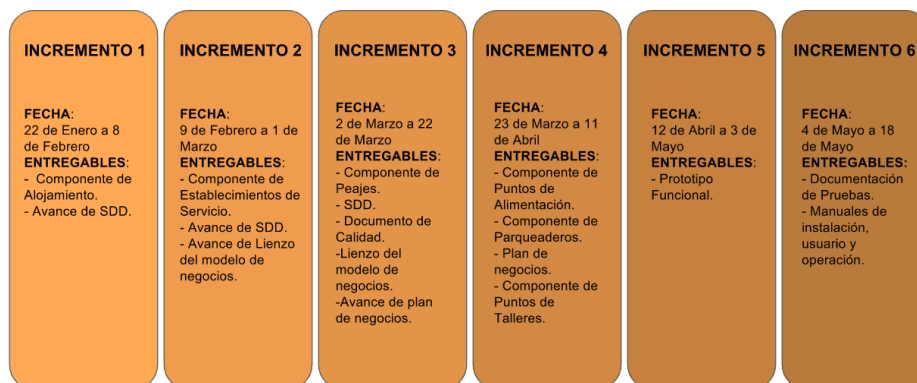 INCREMENTO 1
FECHA:
22 de Enero a 8
de Febrero
ENTREGABLES:
- Componente de
Alojamiento.
- Avance de SDD.
INCREMENTO 2
FECHA:
9 de Febrero a 1 de
Marzo
ENTREGABLES:
- Componente de
Establecimientos de
Servicio.
- Avance de SDD.
- Avance de Lienzo
del modelo de
negocios.
INCREMENTO 3
FECHA:
2 de Marzo a 22
de Marzo
ENTREGABLES:
- Componente de
Peajes.
- SDD.
- Documento de
Calidad.
-Lienzo del
modelo de
negocios.
-Avance de plan
de negocios.
INCREMENTO 4
FECHA:
23 de Marzo a 11
de Abril
ENTREGABLES:
- Componente de
Puntos de
Alimentación.
- Componente de
Parqueaderos.
- Plan de
negocios.
- Componente de
Puntos de
Talleres.
INCREMENTO 5
FECHA:
12 de Abril a 3 de
Mayo
ENTREGABLES:
- Prototipo
Funcional.
INCREMENTO 6
FECHA:
4 de Mayo a 18
de Mayo
ENTREGABLES:
- Documentación
de Pruebas.
- Manuales de
instalación,
usuario y
operación.